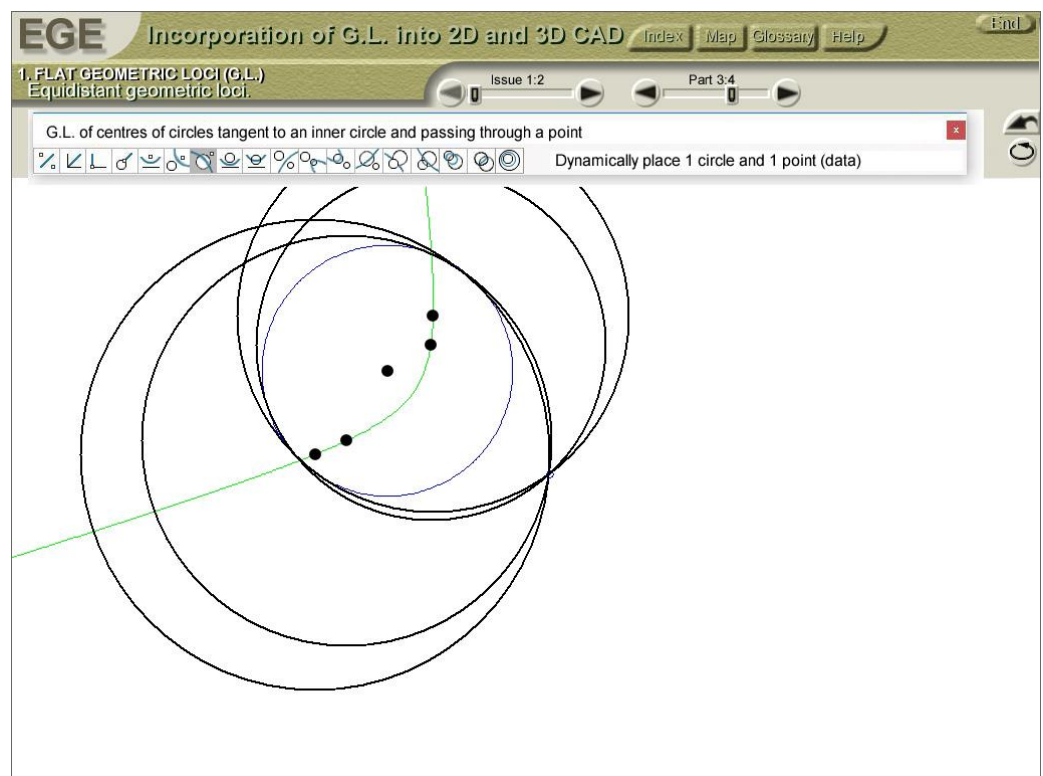 EGE
Incorporation of G.L. into 2D and 3D CAD
Index
Map
Glossary
Help
End
1. FLAT GEOMETRIC LOCI (G.L.)
Equidistant geometric loci.
Issue 1:2
Part 3:4
G.L. of centres of circles tangent to an inner circle and passing through a point
x
Dynamically place 1 circle and 1 point (data)